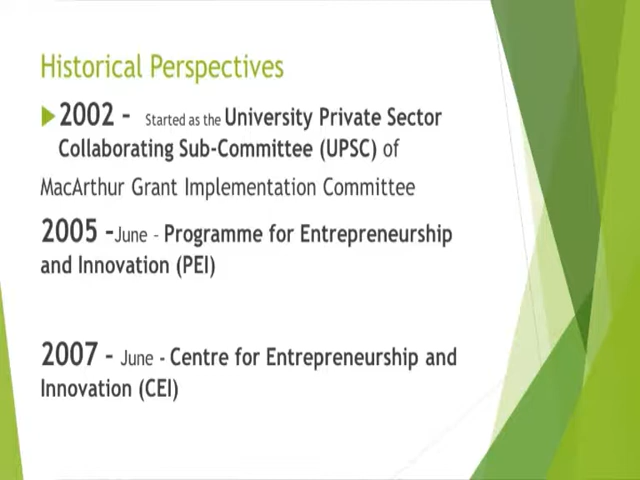 Historical Perspectives
2002 - Started as the University Private Sector
Collaborating Sub-Committee (UPSC) of
MacArthur Grant Implementation Committee
2005 -June - Programme for Entrepreneurship
and Innovation (PEI)
2007 - June - Centre for Entrepreneurship and
Innovation (CEI)